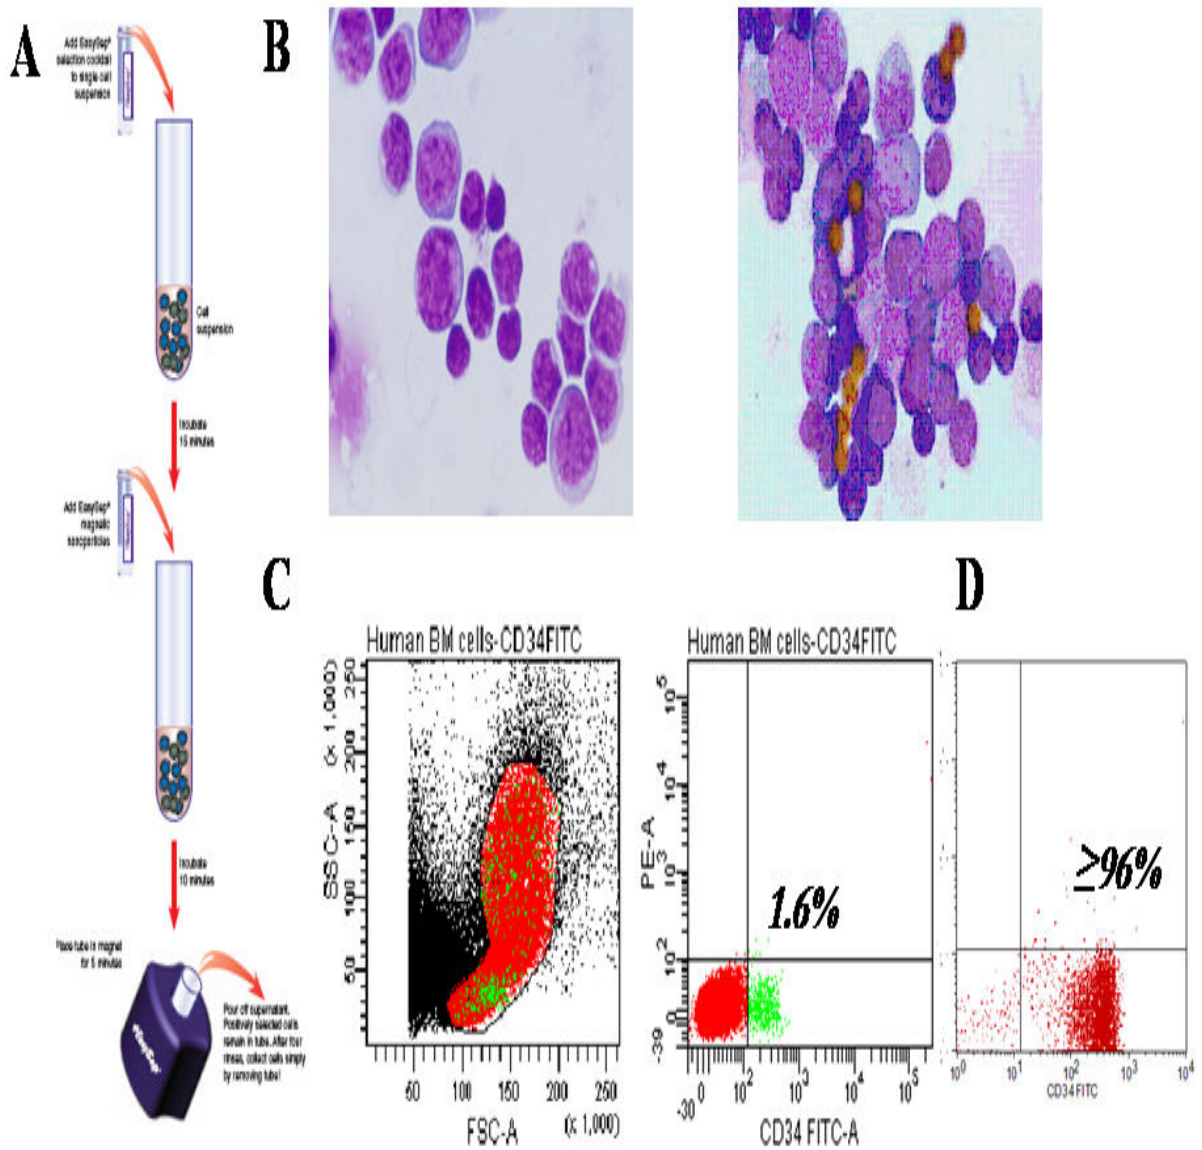 A
Add EasySep®
selection cocktail
to single cell
suspension
Cell
suspension
Incubate
15 minutes
Add EasySep®
magnetic
nanoparticles
Incubate
10 minutes
Place tube in magnet
for 5 minutes
Pour off supernatant.
Positively selected cells
remain in tube. After four
rinses, collect cells simply
by removing tube!
EasySep®
B
C
Human BM cells-CD34FITC
SSC-A
(x 1,000)
250
200
150
100
50
50 100 150 200 250
FSC-A
(x 1,000)
Human BM cells-CD34FITC
PE-A
10^5
10^4
10^3
10^2
0
-39
1.6%
-30 0 10^2 10^3 10^4 10^5
CD34 FITC-A
D
≥96%
10^0 10^1 10^2 10^3 10^4
CD34 FITC